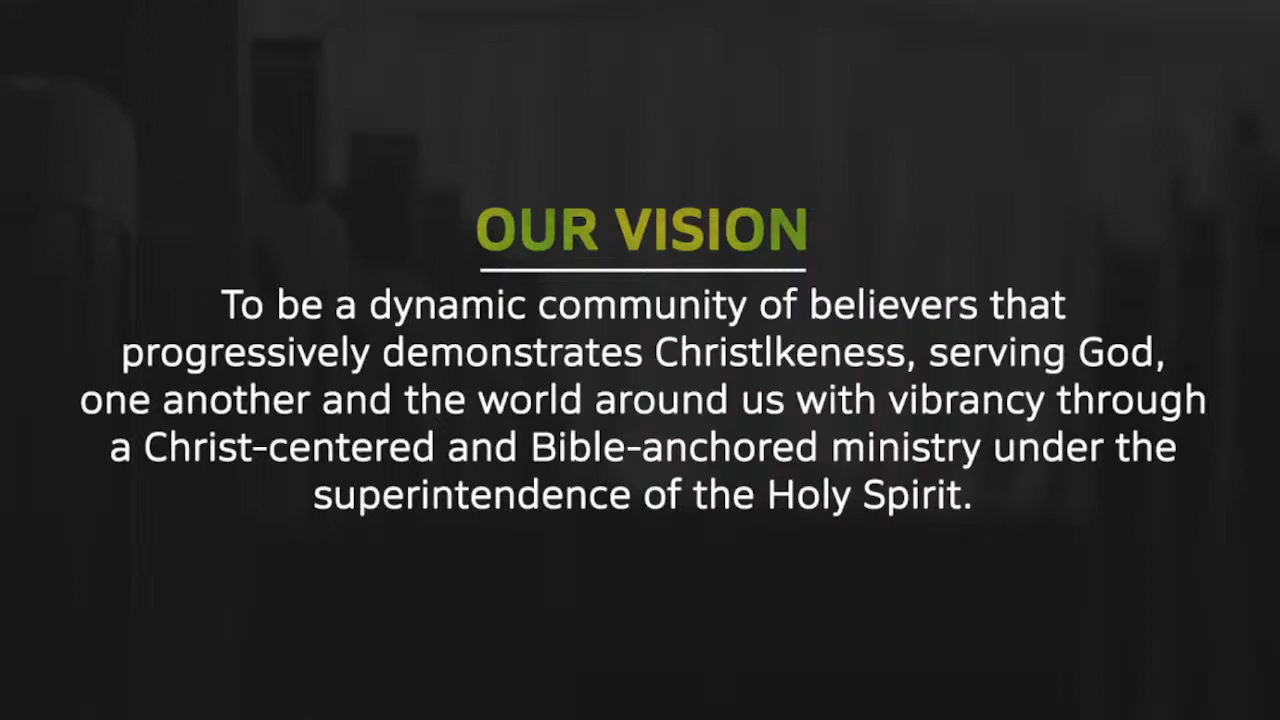 OUR VISION
To be a dynamic community of believers that
progressively demonstrates Christlkeness, serving God,
one another and the world around us with vibrancy through
a Christ-centered and Bible-anchored ministry under the
superintendence of the Holy Spirit.